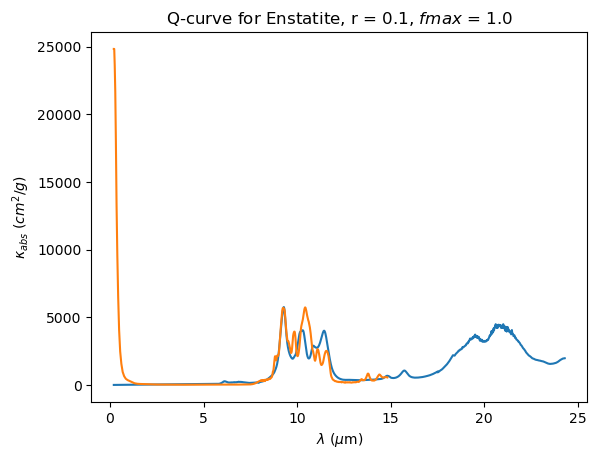 Q-curve for Enstatite, r = 0.1, fmax = 1.0
25000
20000
15000
10000
5000
0
κabs (cm²/g)
0 5 10 15 20 25
λ (μm)